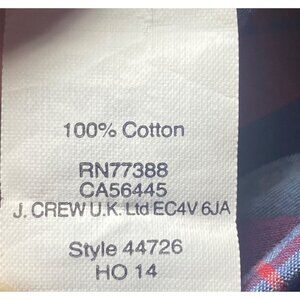 100% Cotton
RN77388
CA56445
J. CREW U.K. Ltd EC4V 6JA
Style 44726
HO 14